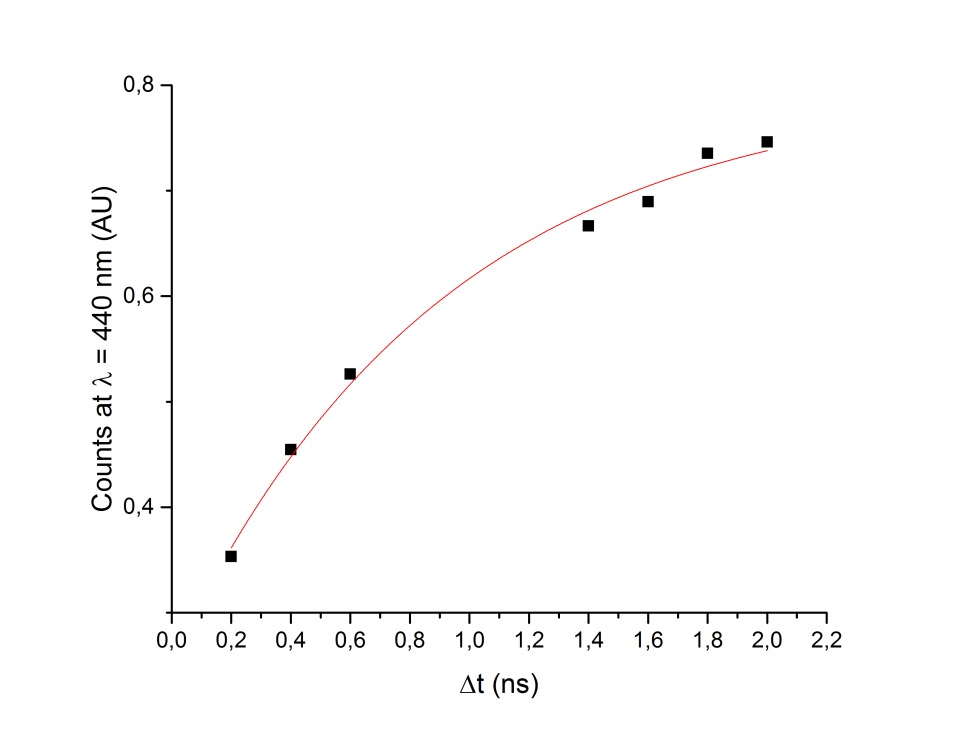 0,8
0,6
0,4
Counts at λ = 440 nm (AU)
0,0 0,2 0,4 0,6 0,8 1,0 1,2 1,4 1,6 1,8 2,0 2,2
Δt (ns)